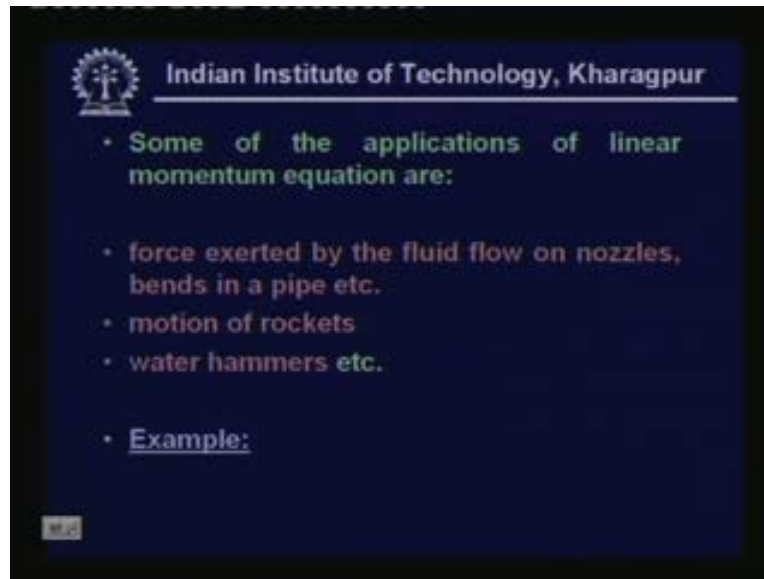 Indian Institute of Technology, Kharagpur
• Some of the applications of linear
momentum equation are:
• force exerted by the fluid flow on nozzles,
bends in a pipe etc.
• motion of rockets
• water hammers etc.
• Example: